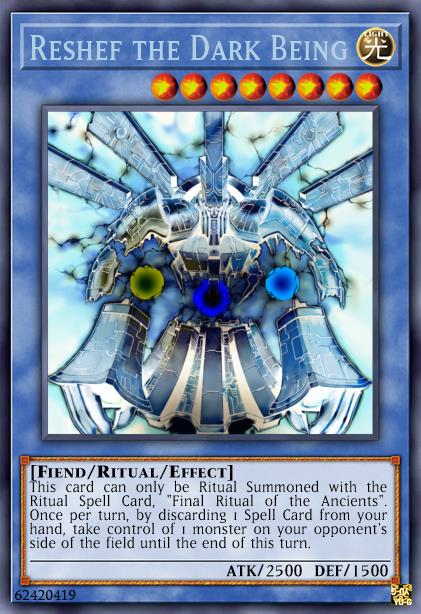 RESHEF THE DARK BEING
LIGHT
光
[FIEND/RITUAL/EFFECT]
This card can only be Ritual Summoned with the
Ritual Spell Card, "Final Ritual of the Ancients".
Once per turn, by discarding 1 Spell Card from your
hand, take control of 1 monster on your opponent's
side of the field until the end of this turn.
ATK/2500 DEF/1500
62420419